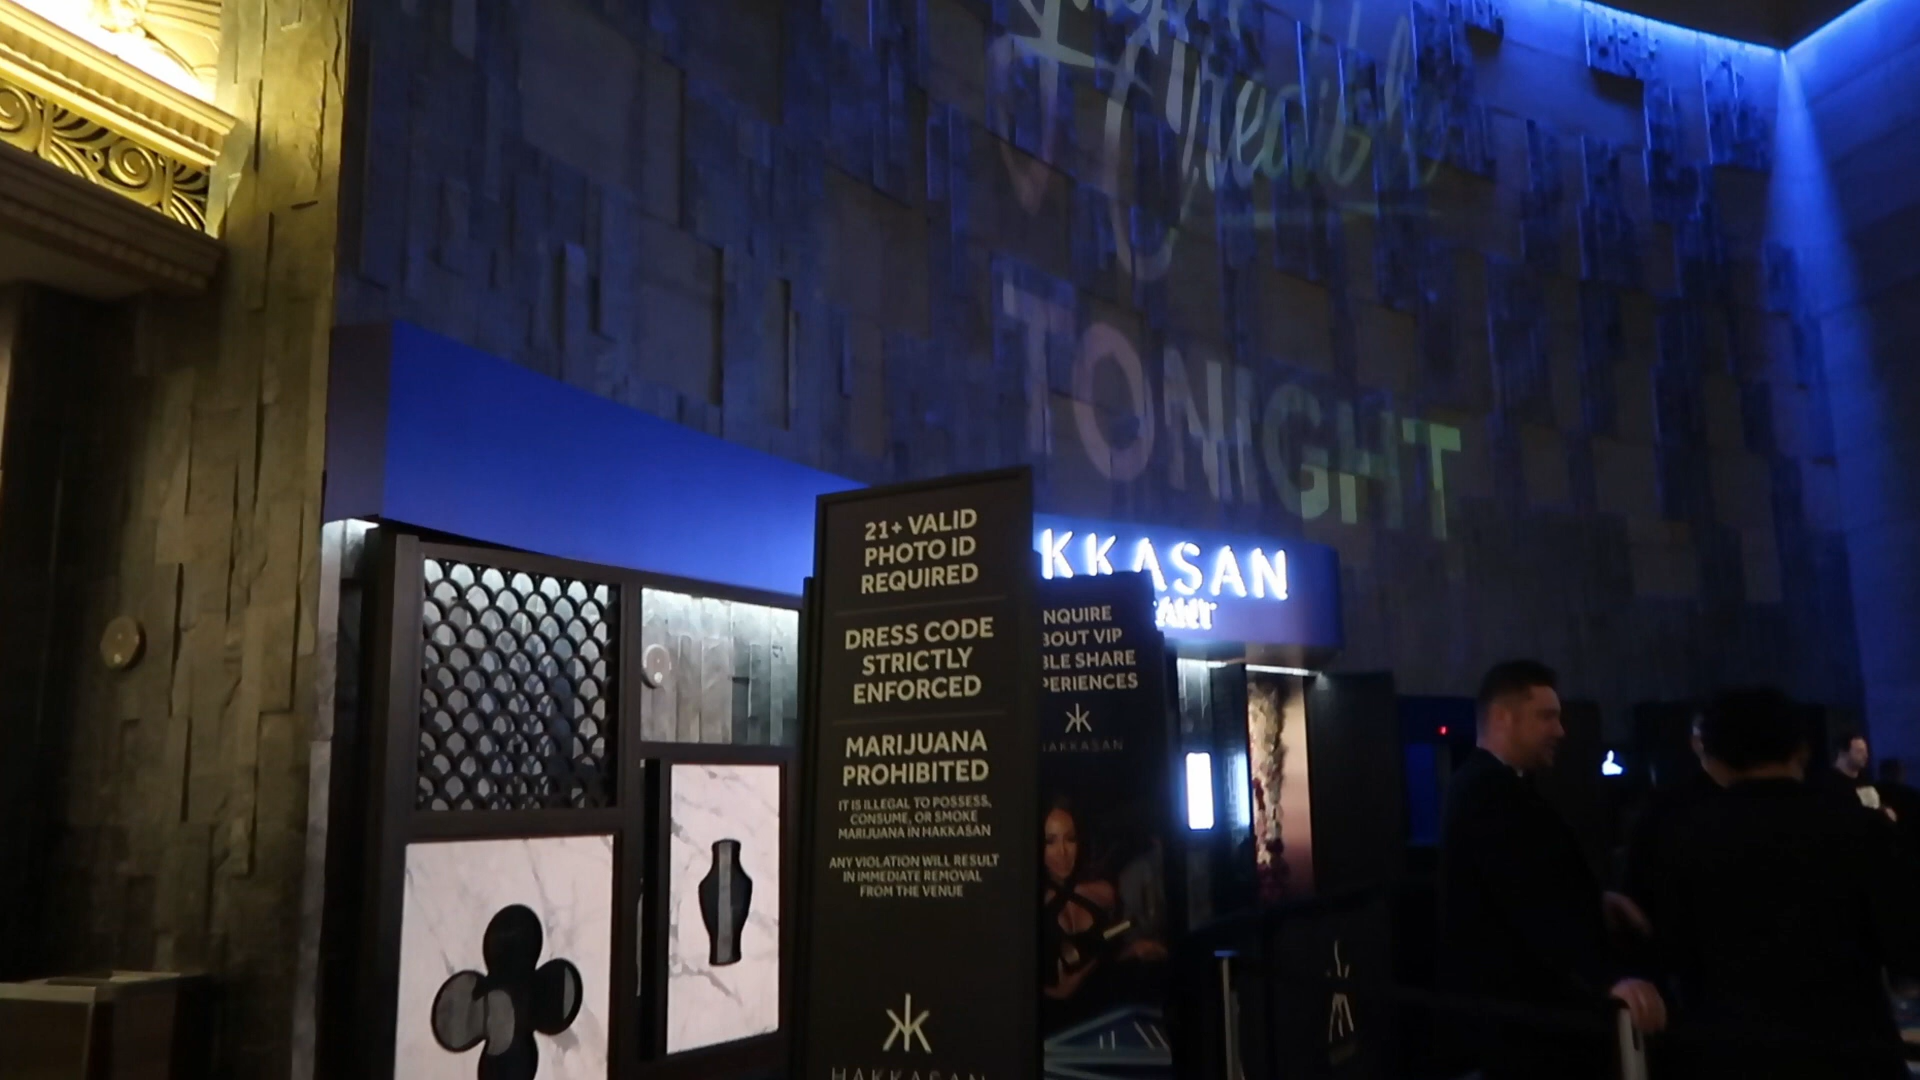 TONIGHT
KKASAN
21+ VALID
PHOTO ID
REQUIRED
DRESS CODE
STRICTLY
ENFORCED
MARIJUANA
PROHIBITED
IT IS ILLEGAL TO POSSESS,
CONSUME, OR SMOKE
MARIJUANA IN HAKKASAN
ANY VIOLATION WILL RESULT
IN IMMEDIATE REMOVAL
FROM THE VENUE
HAKKASAN
NQUIRE
BOUT VIP
BLE SHARE
PERIENCES
HAKKASAN